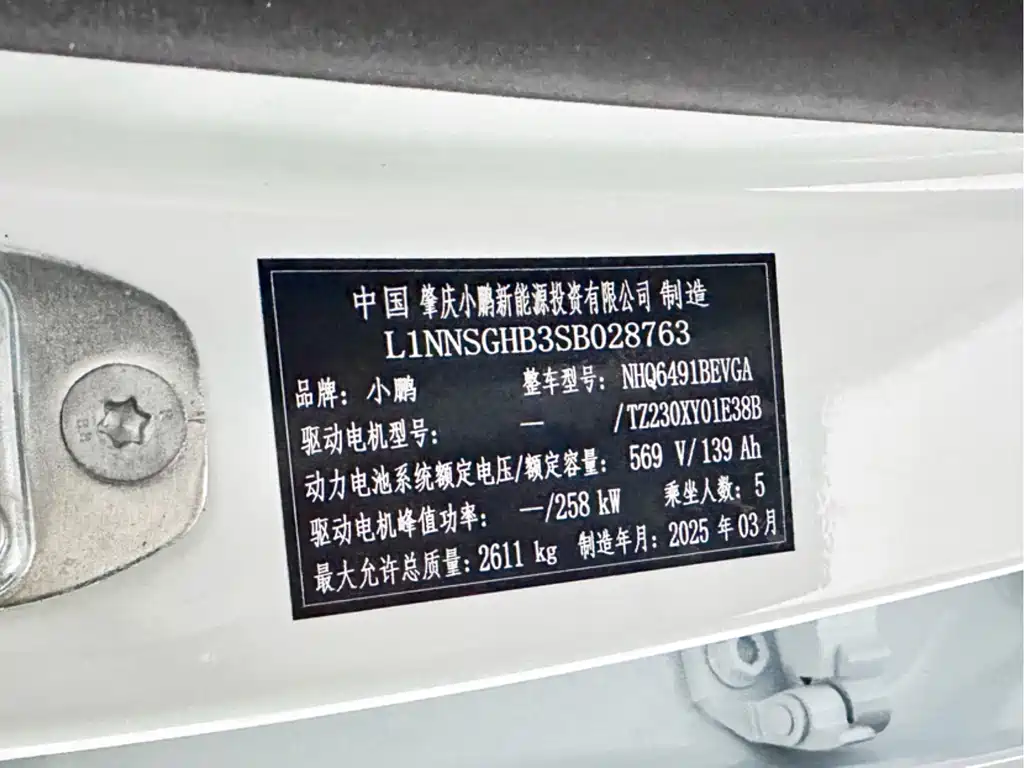 中国 肇庆小鹏新能源投资有限公司 制造
L1NNSGHB3SB028763
品牌：小鹏 整车型号：NHQ6491BEVGA
驱动电机型号： — /TZ230XY01E38B
动力电池系统额定电压/额定容量： 569 V/139 Ah
驱动电机峰值功率： —/258 kW 乘坐人数：5
最大允许总质量：2611 kg 制造年月：2025 年 03 月